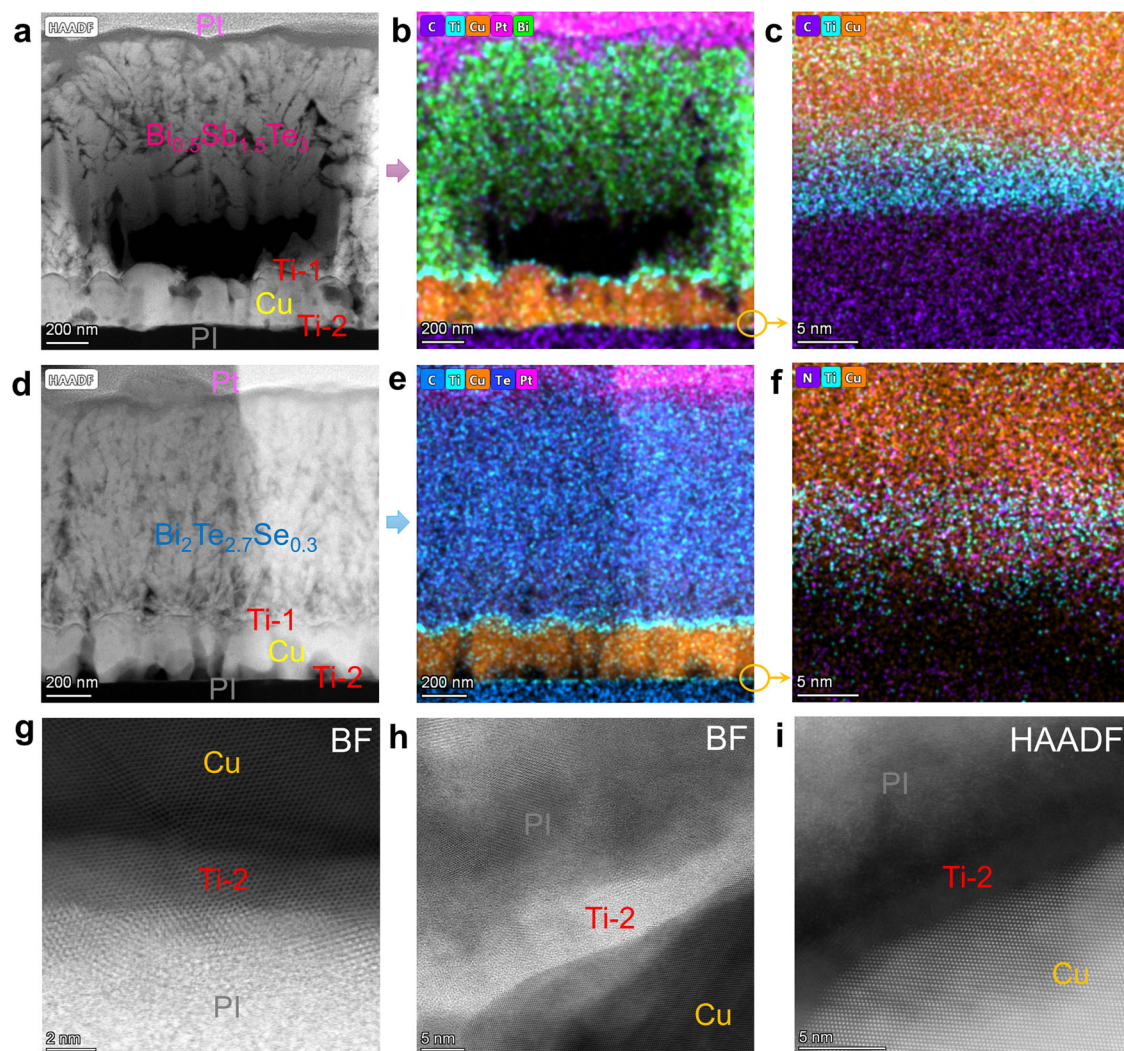 a
HAADF
Pt
Bi₀.₅Sb₁.₅Te₃
Ti-1
Cu
Ti-2
PI
200 nm
b
C Ti Cu Pt Bi
200 nm
c
C Ti Cu
5 nm
d
HAADF
Pt
Bi₂Te₂.₇Se₀.₃
Ti-1
Cu
Ti-2
PI
200 nm
e
C Ti Cu Te Pt
200 nm
f
N Ti Cu
5 nm
g
BF
Cu
Ti-2
PI
2 nm
h
BF
PI
Ti-2
Cu
5 nm
i
HAADF
PI
Ti-2
Cu
5 nm